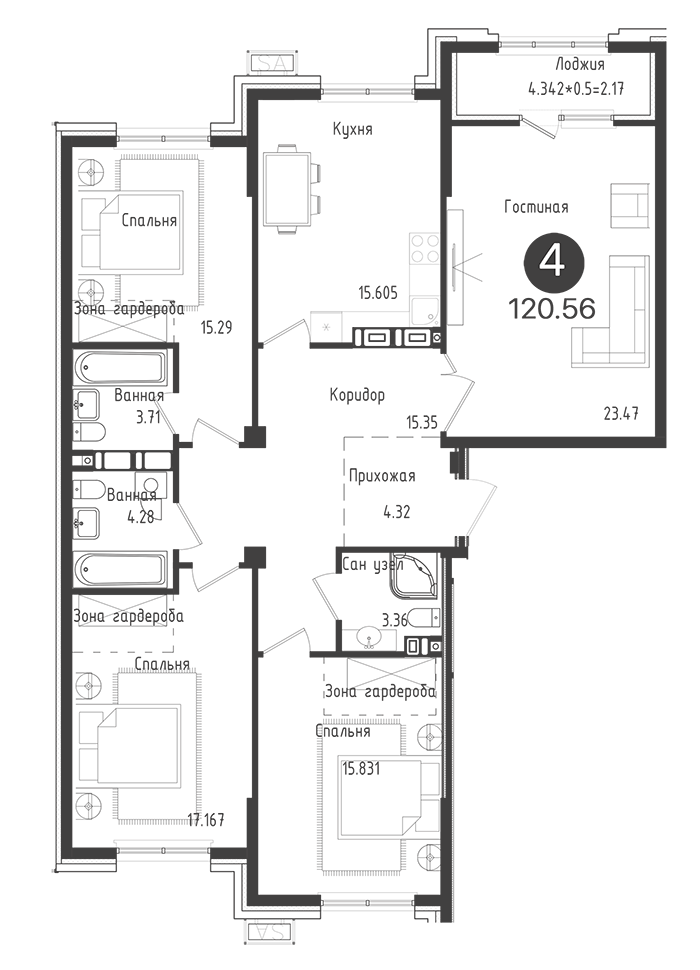 SA
Лоджия
4.342*0.5=2.17
Кухня
Спальня
Гостиная
4
120.56
15.605
Зона гардероба
15.29
Ванная
3.71
Коридор
15.35
23.47
Прихожая
4.32
Ванная
4.28
Сан узел
3.36
Зона гардероба
Спальня
Зона гардероба
Спальня
15.831
17.167
SA